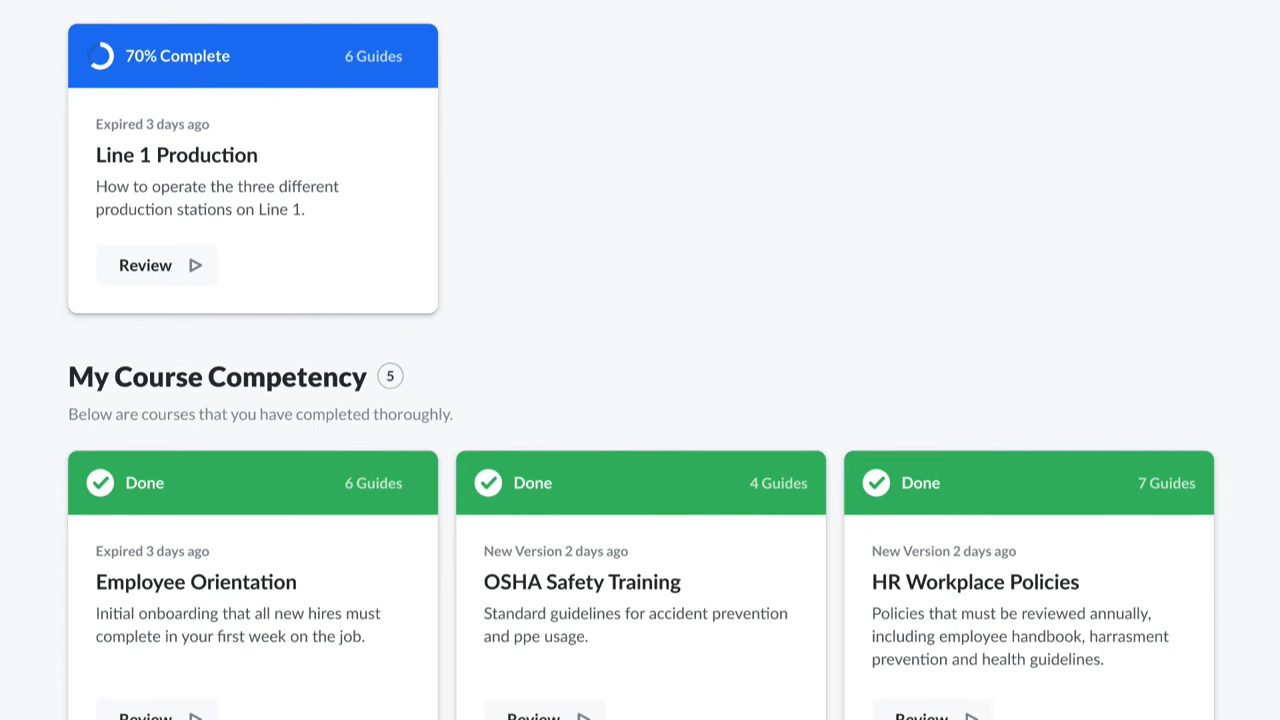 70% Complete 6 Guides
Expired 3 days ago
Line 1 Production
How to operate the three different
production stations on Line 1.
Review
My Course Competency 5
Below are courses that you have completed thoroughly.
Done 6 Guides
Expired 3 days ago
Employee Orientation
Initial onboarding that all new hires must
complete in your first week on the job.
Review
Done 4 Guides
New Version 2 days ago
OSHA Safety Training
Standard guidelines for accident prevention
and ppe usage.
Review
Done 7 Guides
New Version 2 days ago
HR Workplace Policies
Policies that must be reviewed annually,
including employee handbook, harrasment
prevention and health guidelines.
Review